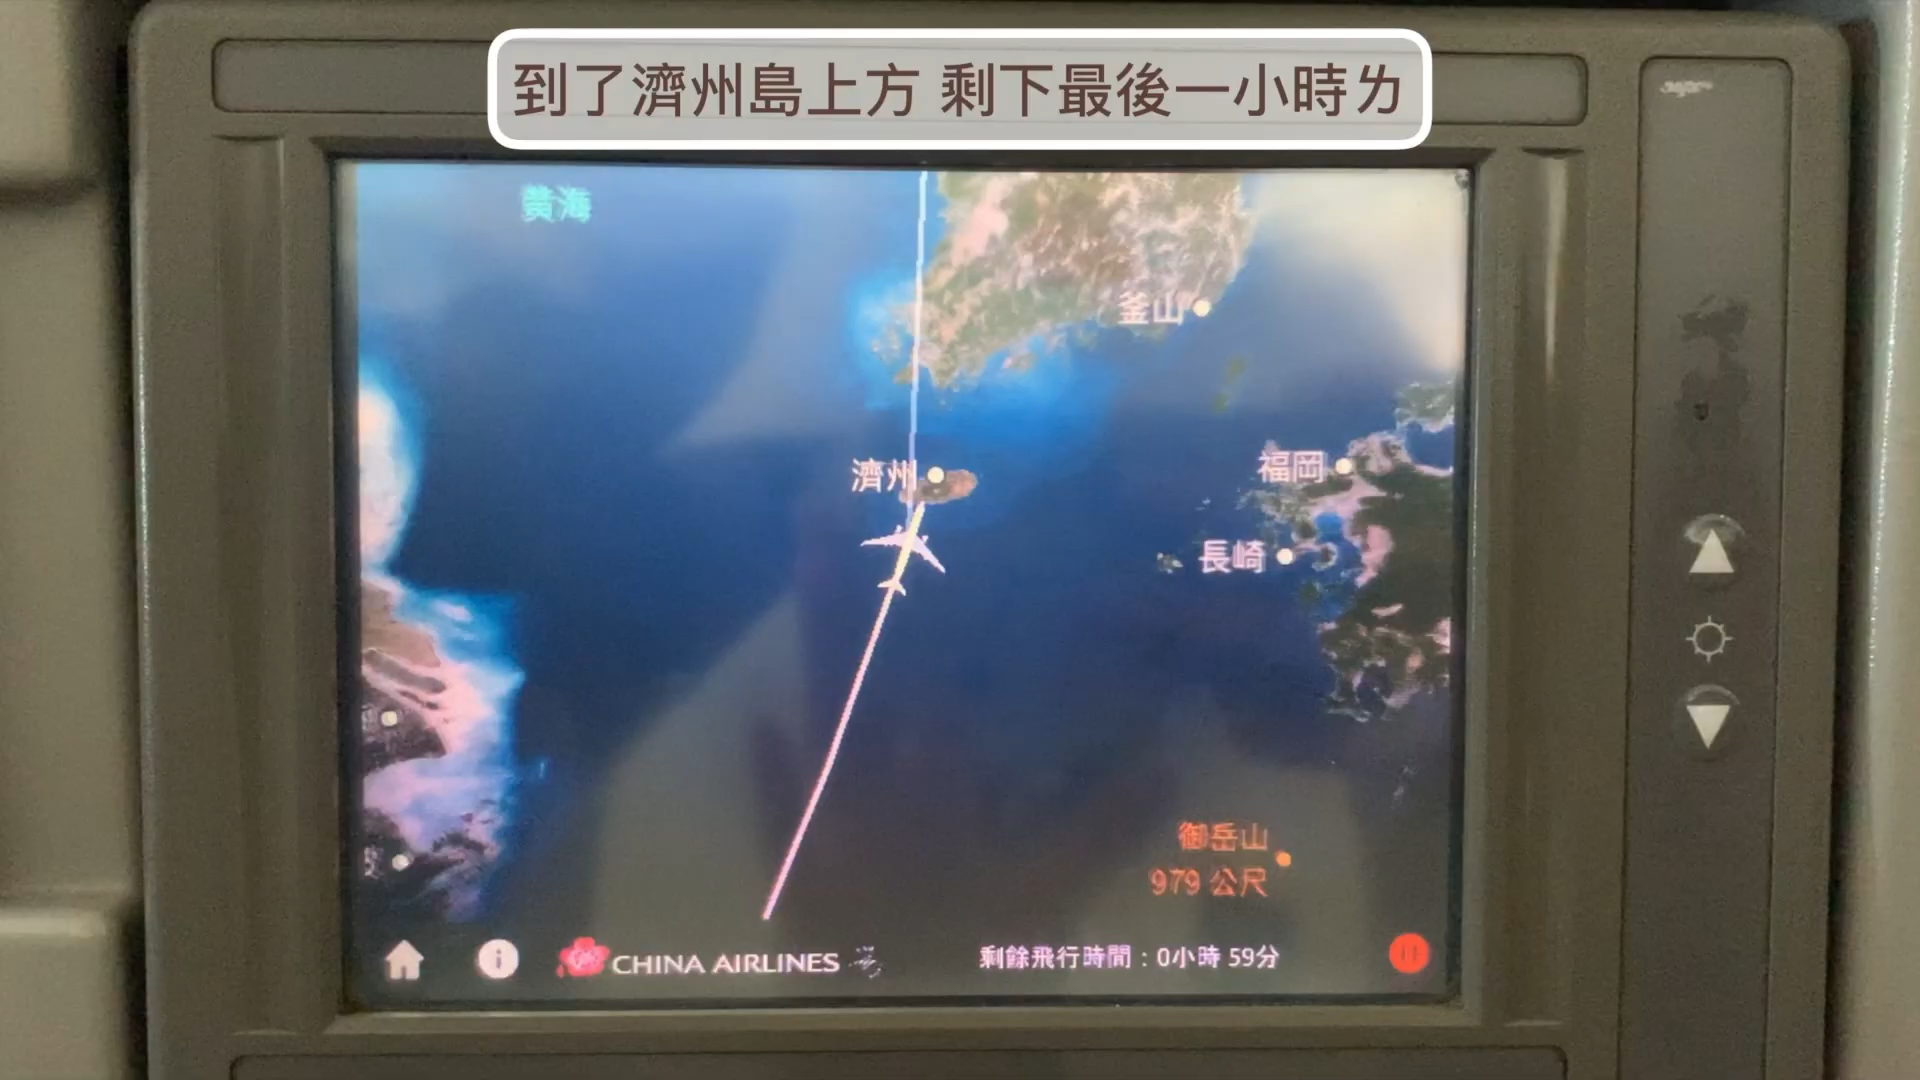 到了濟州島上方 剩下最後一小時ㄌ
黄海
釜山
濟州
福岡
長崎
御岳山
979 公尺
CHINA AIRLINES
剩餘飛行時間：0小時 59分